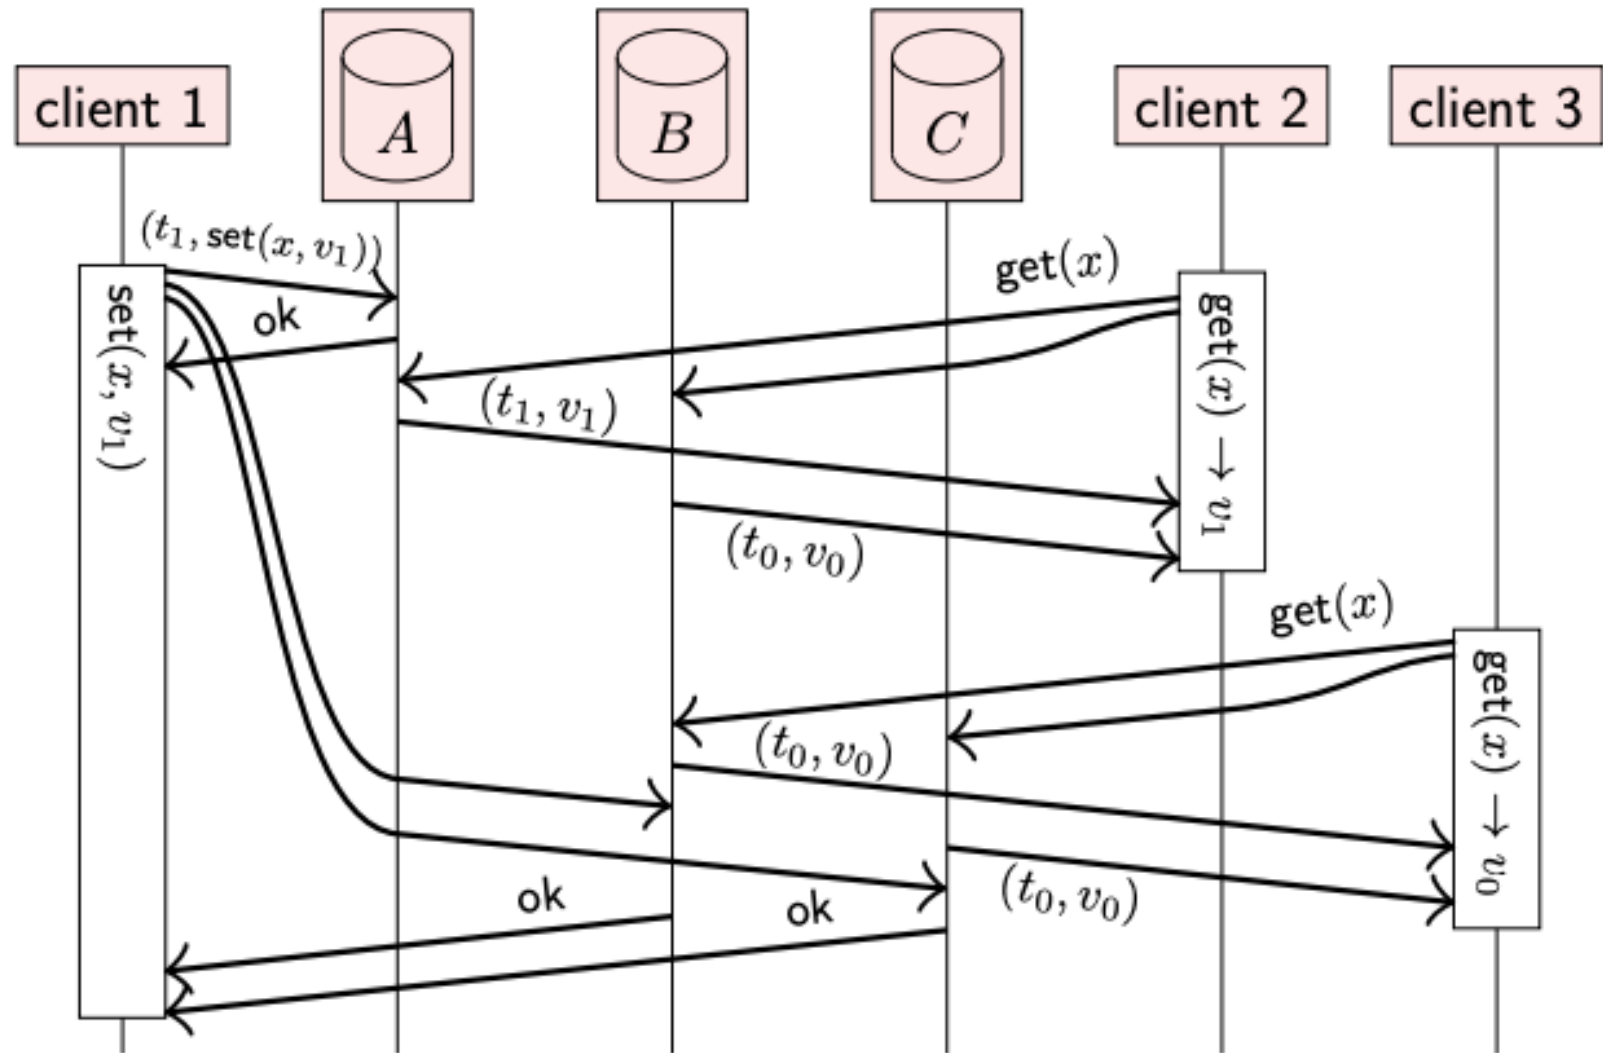 client 1
A
B
C
client 2
client 3
(t₁, set(x, v₁))
get(x)
ok
set(x, v₁)
get(x) → v₁
(t₁, v₁)
(t₀, v₀)
get(x)
get(x) → v₀
(t₀, v₀)
ok
ok
(t₀, v₀)